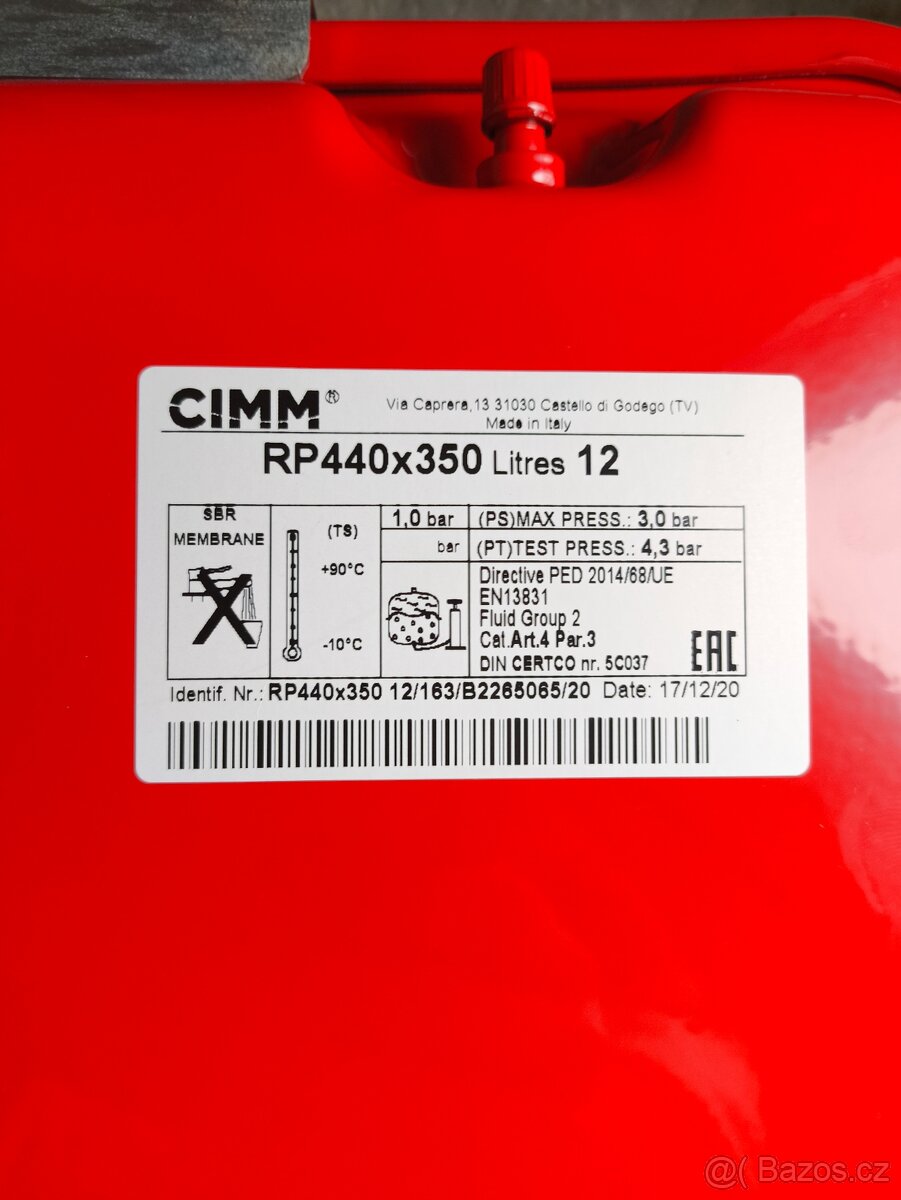 CIMM®
Via Caprera,13 31030 Castello di Godego (TV)
Made in Italy
RP440x350 Litres 12
SBR
MEMBRANE
(TS)
+90°C
-10°C
1,0 bar
bar
(PS)MAX PRESS.: 3,0 bar
(PT)TEST PRESS.: 4,3 bar
Directive PED 2014/68/UE
EN13831
Fluid Group 2
Cat.Art.4 Par.3
DIN CERTCO nr. 5C037
EAC
Identif. Nr.: RP440x350 12/163/B2265065/20 Date: 17/12/20
@( Bazos.cz